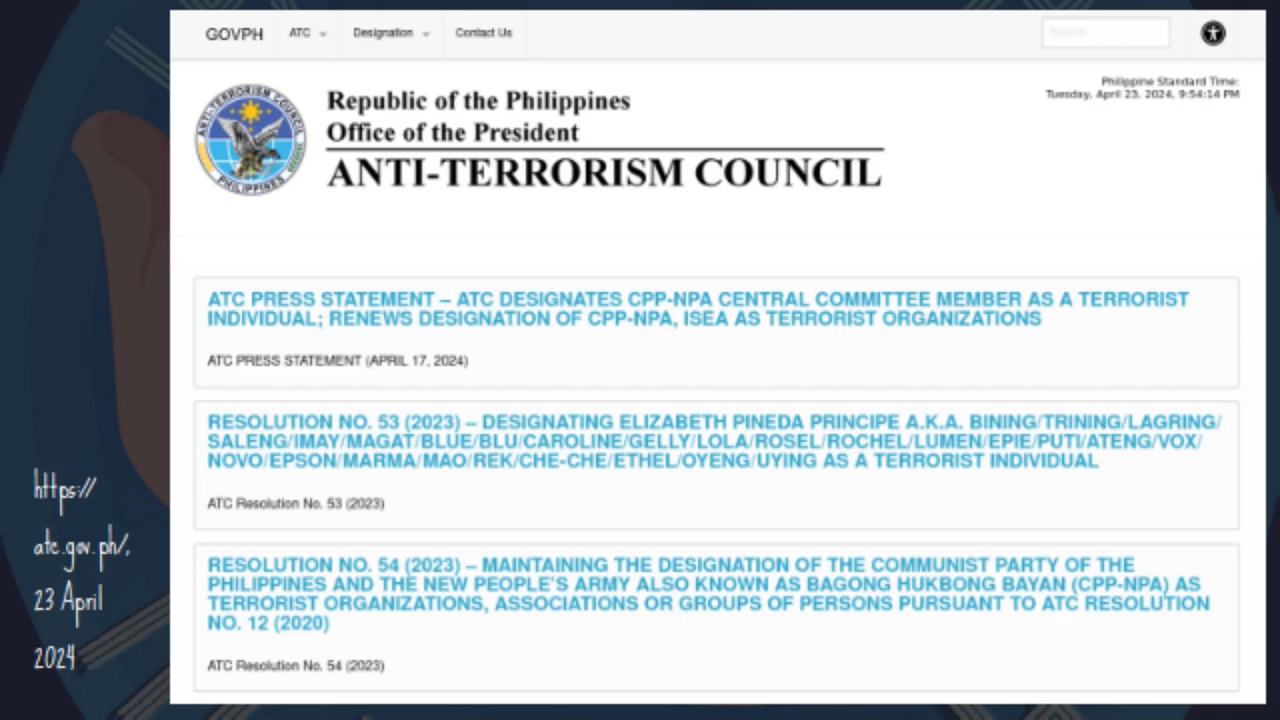 GOVPH ATC Designation Contact Us Search...
Philippine Standard Time:
Tuesday, April 23, 2024, 9:54:14 PM
ANTI-TERRORISM COUNCIL
PHILIPPINES
Republic of the Philippines
Office of the President
ANTI-TERRORISM COUNCIL
ATC PRESS STATEMENT – ATC DESIGNATES CPP-NPA CENTRAL COMMITTEE MEMBER AS A TERRORIST
INDIVIDUAL; RENEWS DESIGNATION OF CPP-NPA, ISEA AS TERRORIST ORGANIZATIONS
ATC PRESS STATEMENT (APRIL 17, 2024)
RESOLUTION NO. 53 (2023) – DESIGNATING ELIZABETH PINEDA PRINCIPE A.K.A. BINING/TRINING/LAGRING/
SALENG/IMAY/MAGAT/BLUE/BLU/CAROLINE/GELLY/LOLA/ROSEL/ROCHEL/LUMEN/EPIE/PUTI/ATENG/VOX/
NOVO/EPSON/MARMA/MAO/REK/CHE-CHE/ETHEL/OYENG/UYING AS A TERRORIST INDIVIDUAL
ATC Resolution No. 53 (2023)
RESOLUTION NO. 54 (2023) – MAINTAINING THE DESIGNATION OF THE COMMUNIST PARTY OF THE
PHILIPPINES AND THE NEW PEOPLE'S ARMY ALSO KNOWN AS BAGONG HUKBONG BAYAN (CPP-NPA) AS
TERRORIST ORGANIZATIONS, ASSOCIATIONS OR GROUPS OF PERSONS PURSUANT TO ATC RESOLUTION
NO. 12 (2020)
ATC Resolution No. 54 (2023)
https://
atc.gov.ph/,
23 April
2024